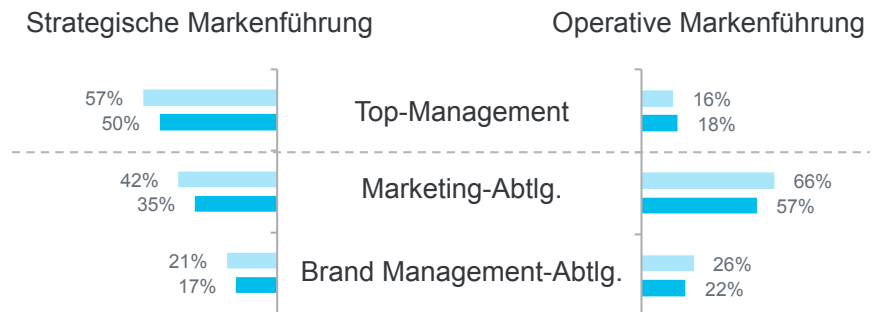 Strategische Markenführung
Operative Markenführung
57%
50%
Top-Management
16%
18%
42%
35%
Marketing-Abtlg.
66%
57%
21%
17%
Brand Management-Abtlg.
26%
22%